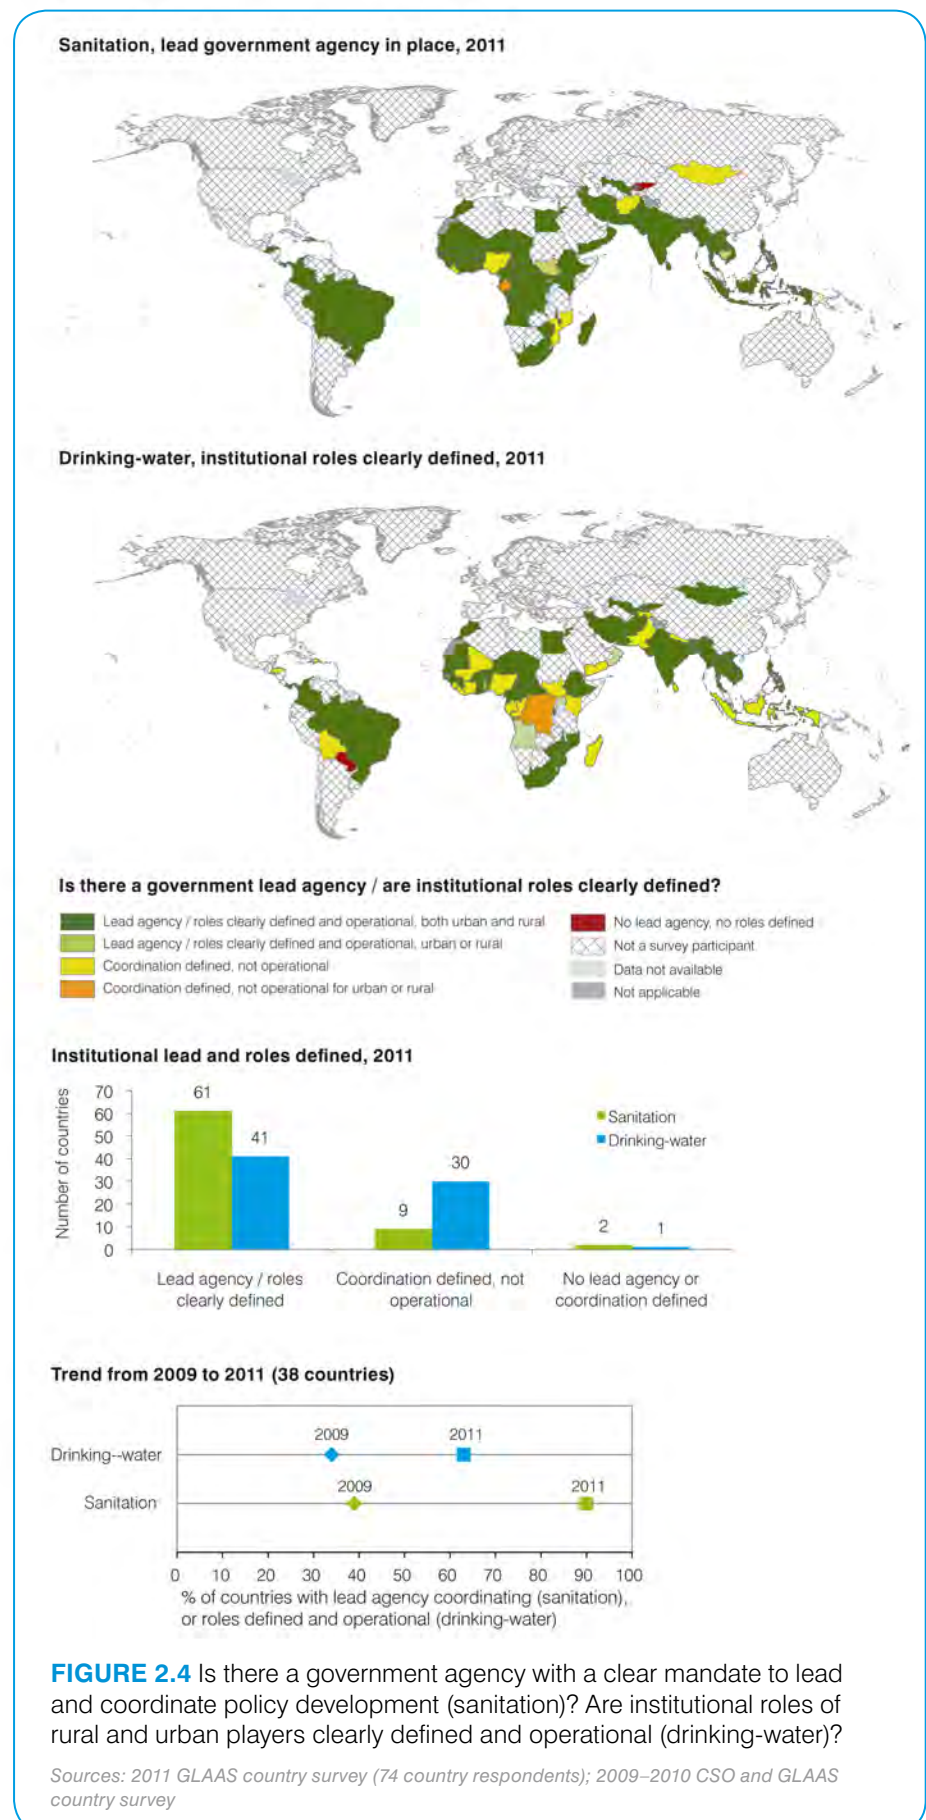 Sanitation, lead government agency in place, 2011
Drinking-water, institutional roles clearly defined, 2011
Is there a government lead agency / are institutional roles clearly defined?
Lead agency / roles clearly defined and operational, both urban and rural
Lead agency / roles clearly defined and operational, urban or rural
Coordination defined, not operational
Coordination defined, not operational for urban or rural
No lead agency, no roles defined
Not a survey participant
Data not available
Not applicable
Institutional lead and roles defined, 2011
Number of countries
70
60
50
40
30
20
10
0
61
41
9
30
2
1
Sanitation
Drinking-water
Lead agency / roles
clearly defined
Coordination defined, not
operational
No lead agency or
coordination defined
Trend from 2009 to 2011 (38 countries)
Drinking--water
2009
2011
Sanitation
2009
2011
0 10 20 30 40 50 60 70 80 90 100
% of countries with lead agency coordinating (sanitation),
or roles defined and operational (drinking-water)
FIGURE 2.4 Is there a government agency with a clear mandate to lead
and coordinate policy development (sanitation)? Are institutional roles of
rural and urban players clearly defined and operational (drinking-water)?
Sources: 2011 GLAAS country survey (74 country respondents); 2009–2010 CSO and GLAAS
country survey